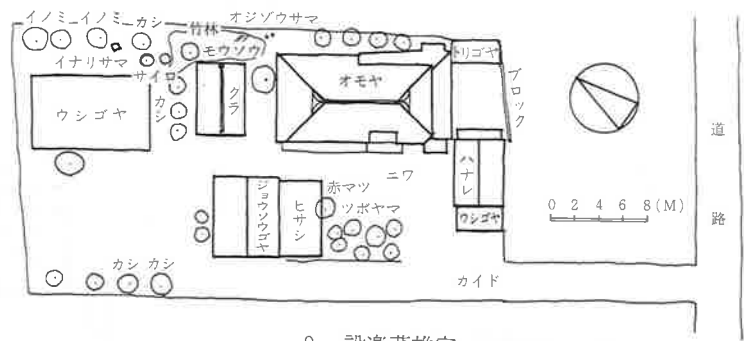 イノミ イノミ カシ
オジゾウサマ
竹林
モウソウ
イナリサマ
サイロ
カシ
ウシゴヤ
クラ
オモヤ
トリゴヤ
ブロック
ハナレ
ウシゴヤ
ニワ
赤マツ
ツボヤマ
ジョウソウゴヤ
ヒサシ
カシ カシ
カイド
道路
0 2 4 6 8(M)